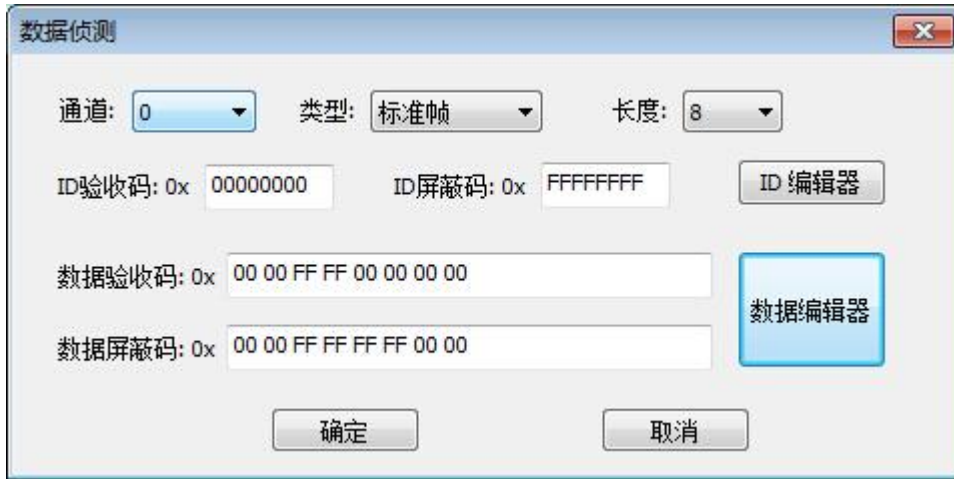 数据侦测
通道: 0 类型: 标准帧 长度: 8
ID验收码: 0x 00000000 ID屏蔽码: 0x FFFFFFFF ID 编辑器
数据验收码: 0x 00 00 FF FF 00 00 00 00
数据编辑器
数据屏蔽码: 0x 00 00 FF FF FF FF 00 00
确定 取消